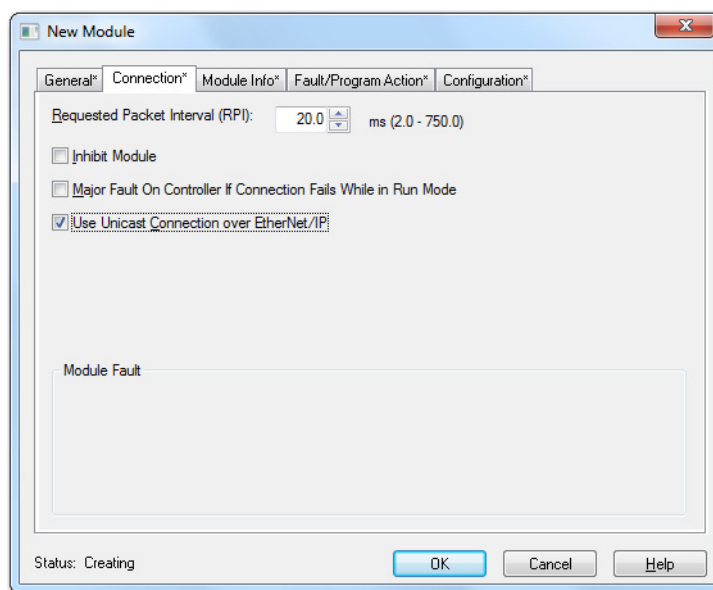 New Module
General* Connection* Module Info* Fault/Program Action* Configuration*
Requested Packet Interval (RPI): 20.0 ms (2.0 - 750.0)
Inhibit Module
Major Fault On Controller If Connection Fails While in Run Mode
Use Unicast Connection over EtherNet/IP
Module Fault
Status: Creating OK Cancel Help